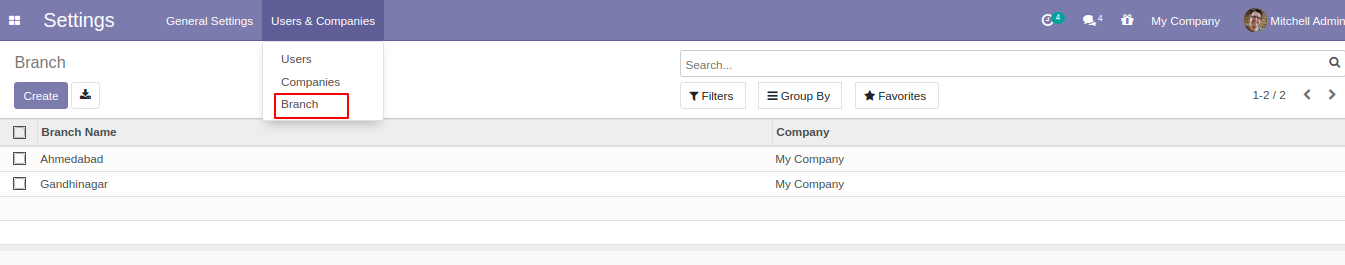 Settings General Settings Users & Companies 4 4 My Company Mitchell Admin
Branch
Users
Companies
Branch
Search...
Create
Filters Group By Favorites 1-2 / 2
Branch Name Company
Ahmedabad My Company
Gandhinagar My Company